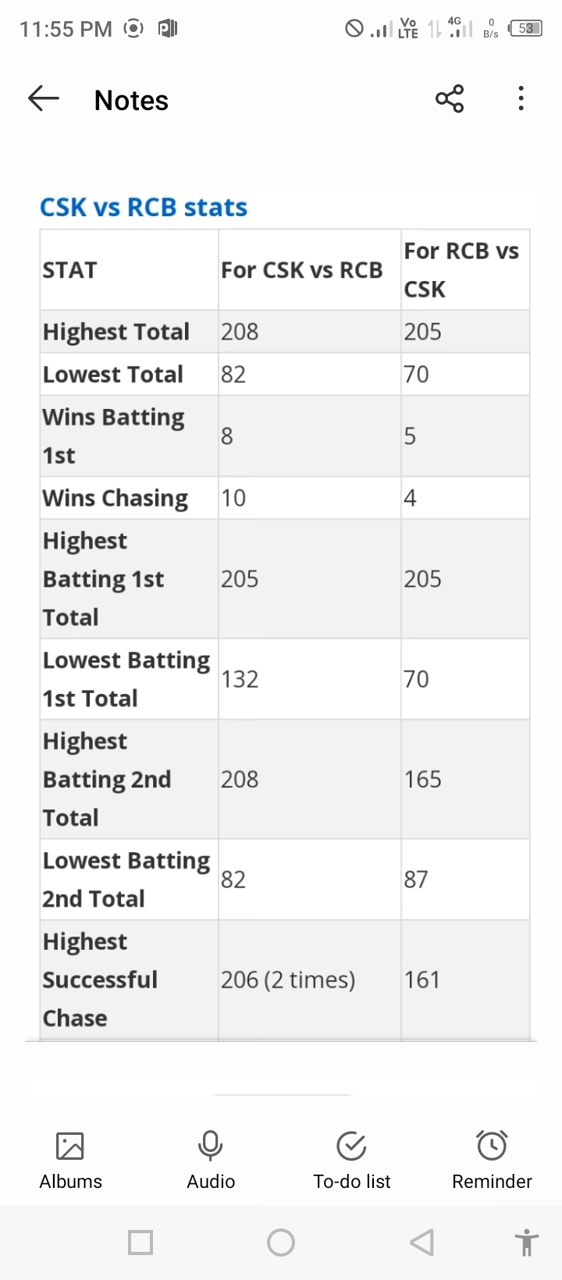 11:55 PM
Vo LTE 4G 0 B/s 53
Notes
CSK vs RCB stats
STAT For CSK vs RCB For RCB vs CSK
Highest Total 208 205
Lowest Total 82 70
Wins Batting 1st 8 5
Wins Chasing 10 4
Highest Batting 1st Total 205 205
Lowest Batting 1st Total 132 70
Highest Batting 2nd Total 208 165
Lowest Batting 2nd Total 82 87
Highest Successful Chase 206 (2 times) 161
Albums Audio To-do list Reminder